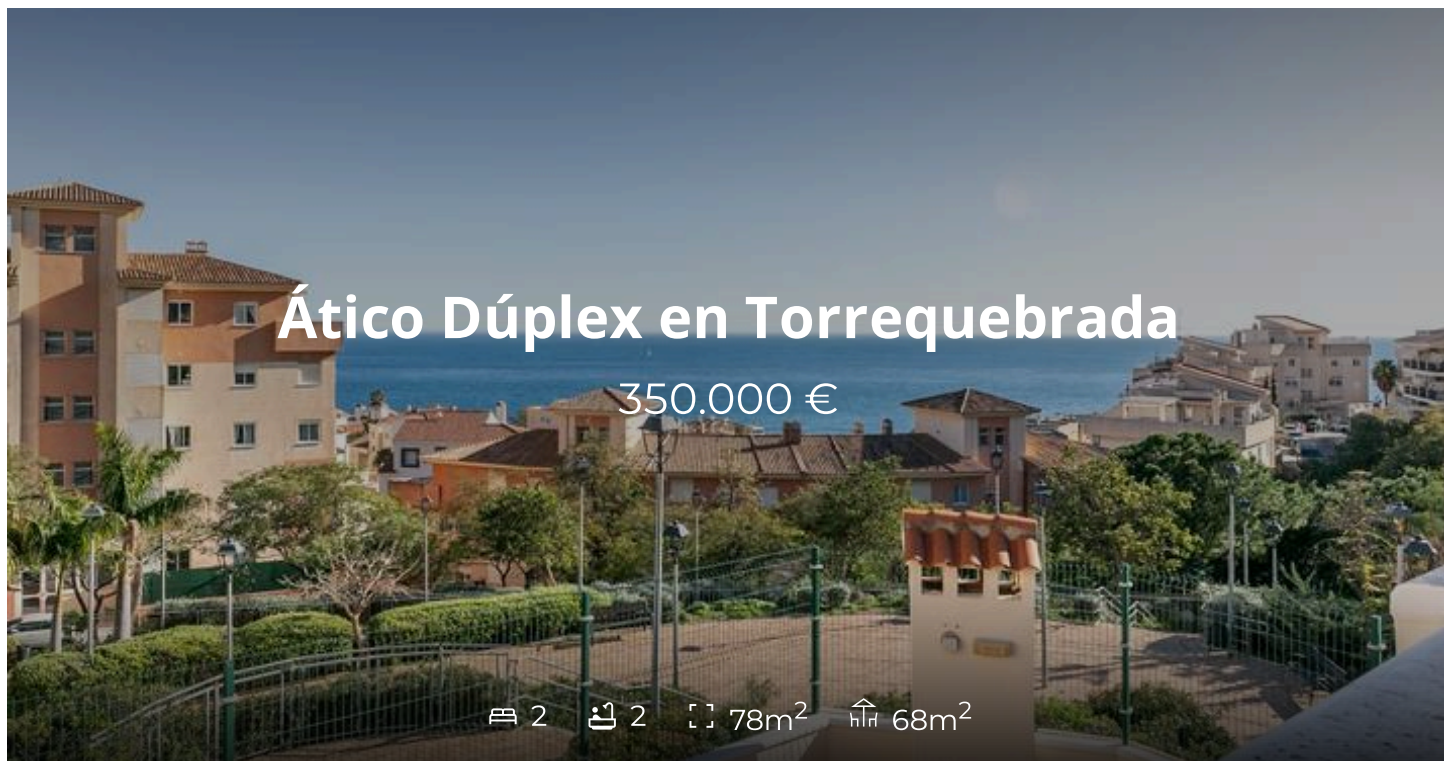 Ático Dúplex en Torrequebrada
350.000 €
2 2 78m² 68m²